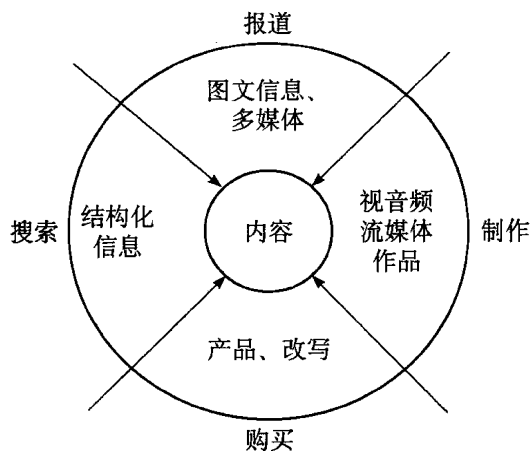 报道
图文信息、
多媒体
搜索
结构化
信息
内容
视音频
流媒体
作品
制作
产品、改写
购买